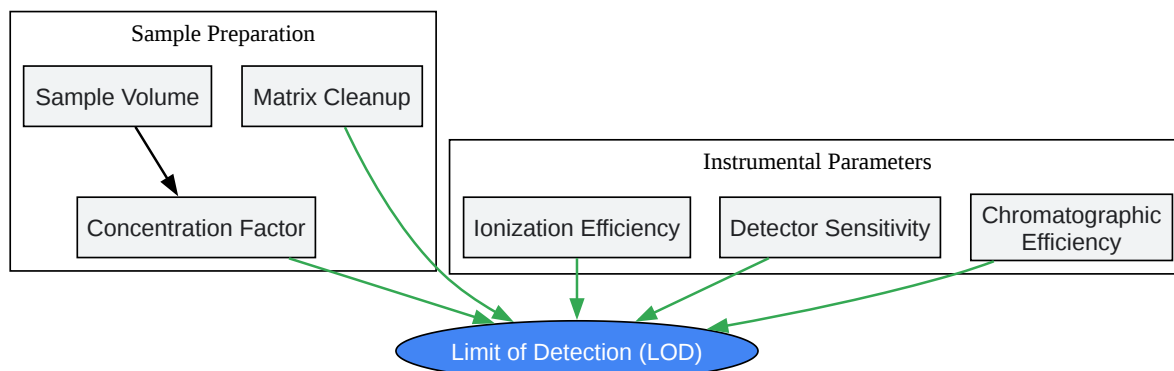 Sample Preparation
Sample Volume
Matrix Cleanup
Concentration Factor
Instrumental Parameters
Ionization Efficiency
Detector Sensitivity
Chromatographic
Efficiency
Limit of Detection (LOD)